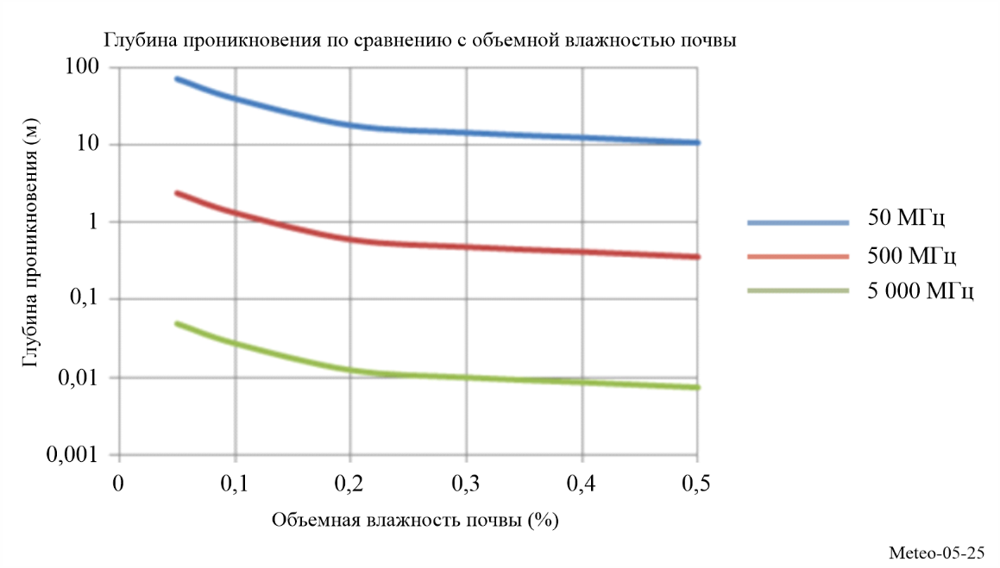 Глубина проникновения по сравнению с объемной влажностью почвы
Глубина проникновения (м)
100
10
1
0,1
0,01
0,001
0
0,1
0,2
0,3
0,4
0,5
Объемная влажность почвы (%)
50 МГц
500 МГц
5 000 МГц
Meteo-05-25